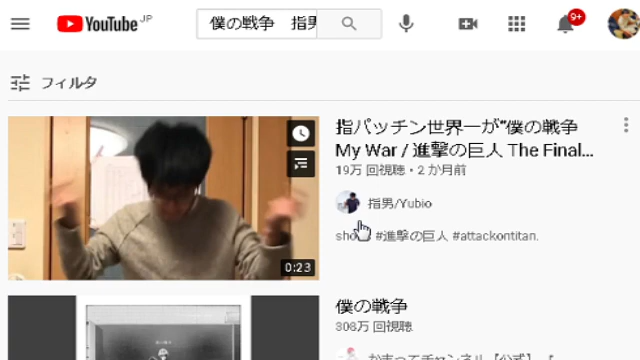 YouTube JP
僕の戦争 指男
9+
フィルタ
指パッチン世界一が"僕の戦争
My War / 進撃の巨人 The Final...
19万 回視聴・2 か月前
指男/Yubio
#進撃の巨人 #attackontitan.
0:23
僕の戦争
306万 回視聴